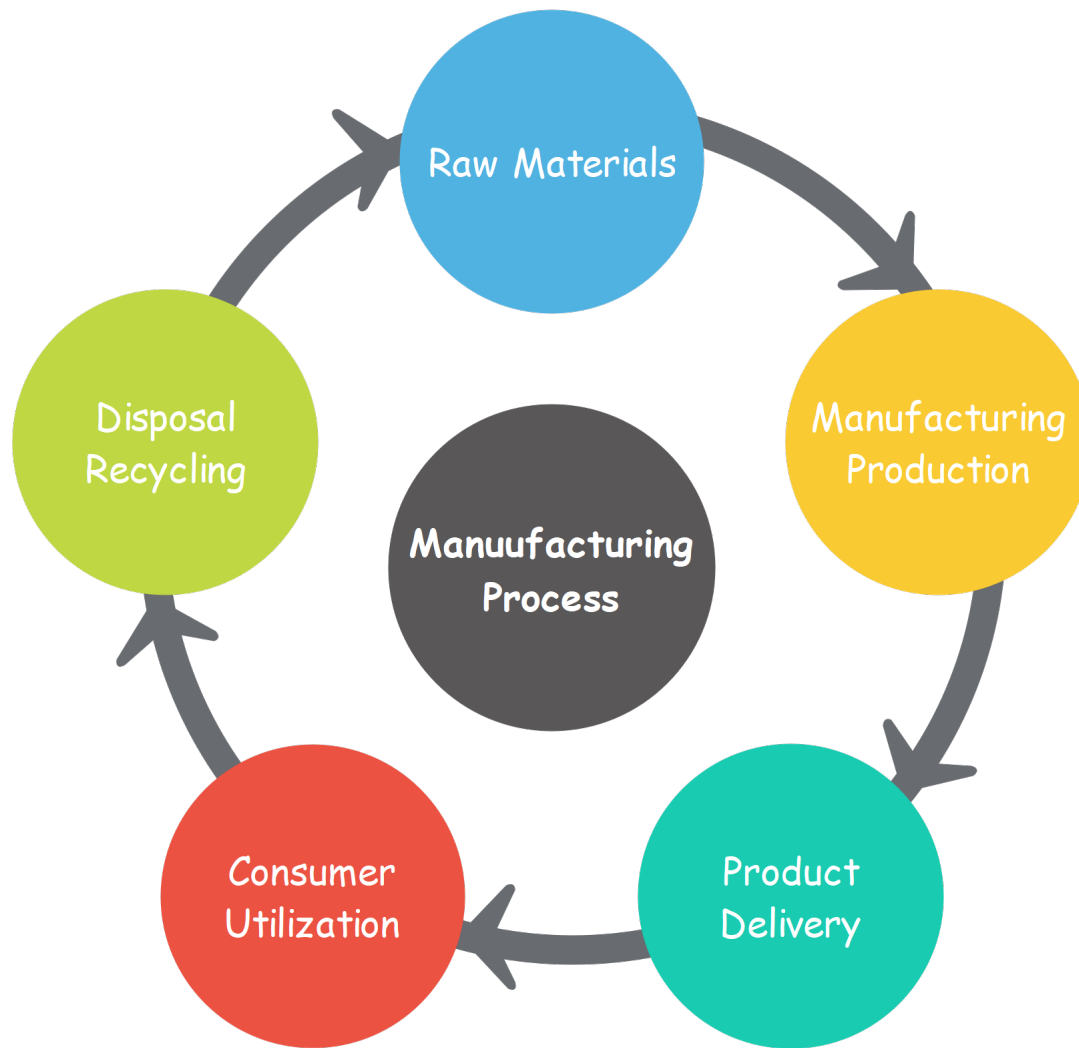 Raw Materials
Manufacturing
Production
Product
Delivery
Consumer
Utilization
Disposal
Recycling
Manuufacturing
Process